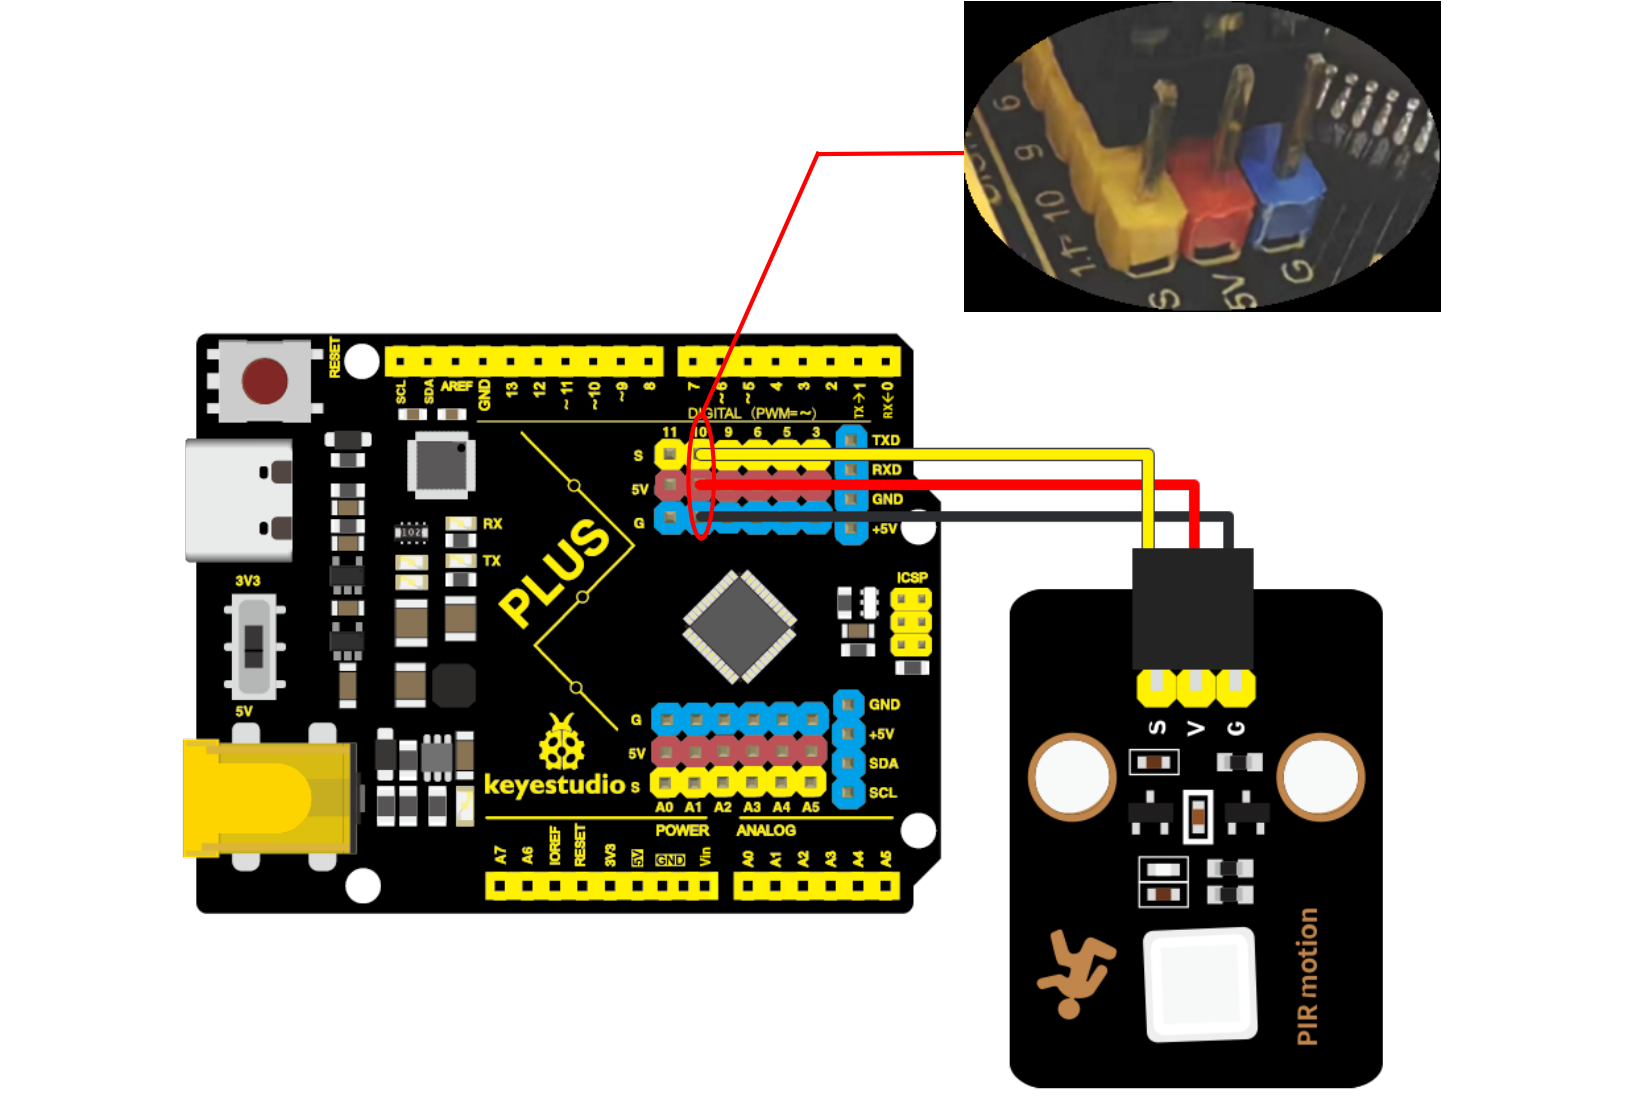 6
9
10
11
S
5V
G
RESET
SCL
SDA
AREF
GND
13
12
~11
~10
~9
8
7
~6
~5
4
3
2
TX→1
RX←0
DIGITAL (PWM=~)
11 10 9 6 5 3
S
5V
G
TXD
RXD
GND
+5V
102
RX
TX
PLUS
3V3
5V
ICSP
keyestudio
G
5V
S
A0 A1 A2 A3 A4 A5
GND
+5V
SDA
SCL
POWER ANALOG
A7
A6
IOREF
RESET
3V3
5V
GND
Vin
A0
A1
A2
A3
A4
A5
S
V
G
PIR motion